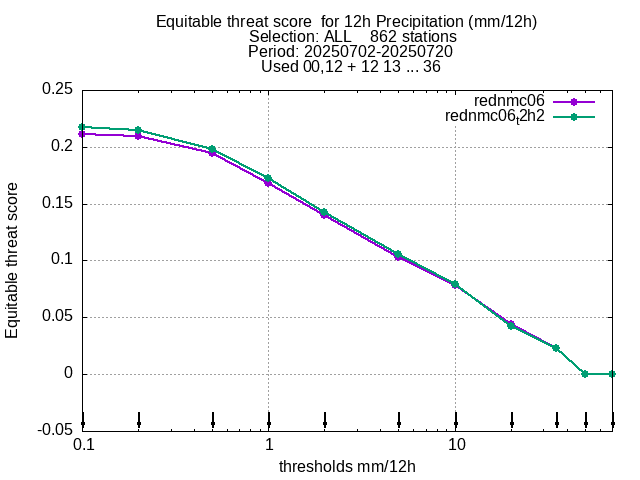 Equitable threat score  for 12h Precipitation (mm/12h)
Selection: ALL    862 stations
Period: 20250702-20250720
Used 00,12 + 12 13 ... 36
rednmc06
rednmc06ₜ2h2
0.25
0.2
0.15
0.1
0.05
0
-0.05
Equitable threat score
0.1 1 10
thresholds mm/12h